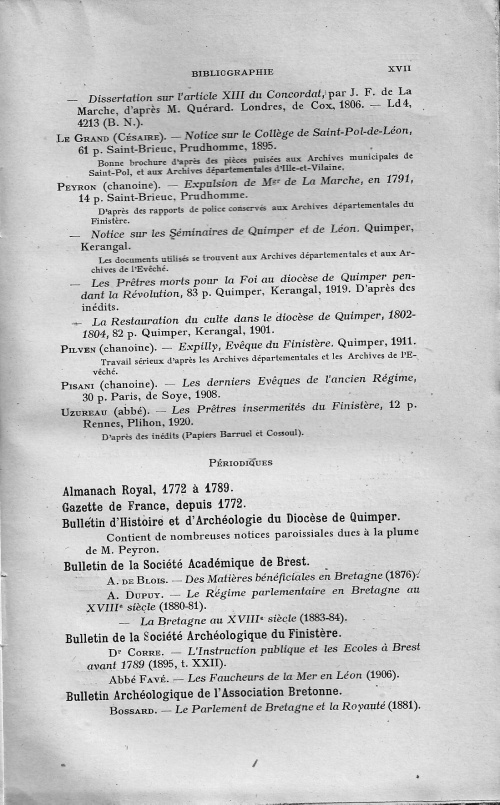 BIBLIOGRAPHIE XVII
— Dissertation sur l'article XIII du Concordat, par J. F. de La
Marche, d'après M. Quérard. Londres, de Cox, 1806. — Ld 4,
4213 (B. N.).
LE GRAND (CÉSAIRE). — Notice sur le Collège de Saint-Pol-de-Léon,
61 p. Saint-Brieuc, Prudhomme, 1895.
Bonne brochure d'après des pièces puisées aux Archives municipales de
Saint-Pol, et aux Archives départementales d'Ille-et-Vilaine.
PEYRON (chanoine). — Expulsion de Mgr de La Marche, en 1791,
14 p. Saint-Brieuc, Prudhomme.
D'après des rapports de police conservés aux Archives départementales du
Finistère.
— Notice sur les Séminaires de Quimper et de Léon. Quimper,
Kerangal.
Les documents utilisés se trouvent aux Archives départementales et aux Ar-
chives de l'Evêché.
— Les Prêtres morts pour la Foi au diocèse de Quimper pen-
dant la Révolution, 83 p. Quimper, Kerangal, 1919. D'après des
inédits.
— La Restauration du culte dans le diocèse de Quimper, 1802-
1804, 82 p. Quimper, Kerangal, 1901.
PILVEN (chanoine). — Expilly, Evêque du Finistère. Quimper, 1911.
Travail sérieux d'après les Archives départementales et les Archives de l'E-
vêché.
PISANI (chanoine). — Les derniers Evêques de l'ancien Régime,
30 p. Paris, de Soye, 1908.
UZUREAU (abbé). — Les Prêtres insermentés du Finistère, 12 p.
Rennes, Plihon, 1920.
D'après des inédits (Papiers Barruel et Cossoul).
PÉRIODIQUES
Almanach Royal, 1772 à 1789.
Gazette de France, depuis 1772.
Bulletin d'Histoire et d'Archéologie du Diocèse de Quimper.
Contient de nombreuses notices paroissiales dues à la plume
de M. Peyron.
Bulletin de la Société Académique de Brest.
A. DE BLOIS. — Des Matières bénéficiales en Bretagne (1876).
A. DUPUY. — Le Régime parlementaire en Bretagne au
XVIIIe siècle (1880-81).
— La Bretagne au XVIIIe siècle (1883-84).
Bulletin de la Société Archéologique du Finistère.
Dr CORRE. — L'Instruction publique et les Ecoles à Brest
avant 1789 (1895, t. XXII).
Abbé FAVÉ. — Les Faucheurs de la Mer en Léon (1906).
Bulletin Archéologique de l'Association Bretonne.
BOSSARD. — Le Parlement de Bretagne et la Royauté (1881).